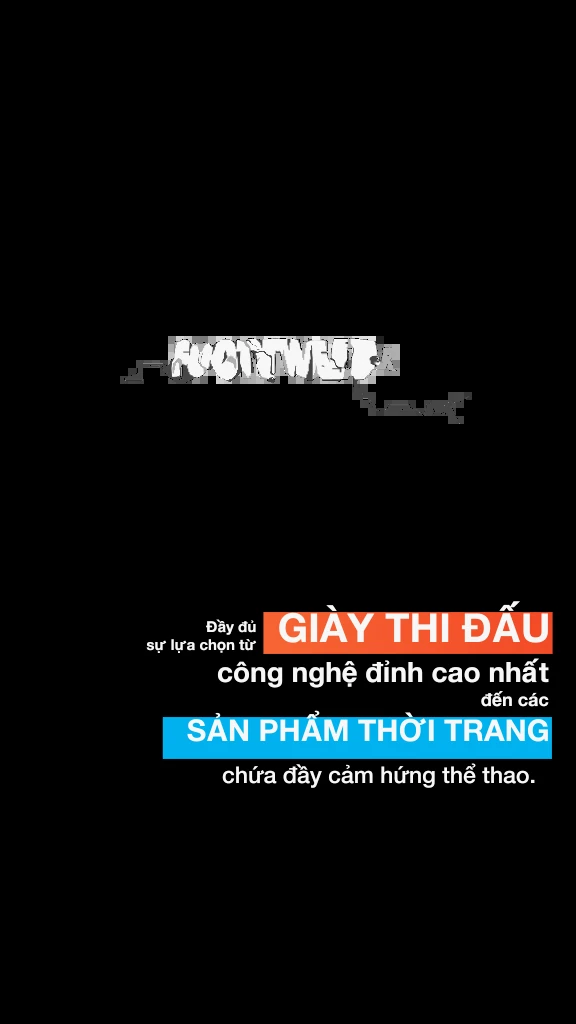 Đầy đủ
sự lựa chọn từ
GIÀY THI ĐẤU
công nghệ đỉnh cao nhất
đến các
SẢN PHẨM THỜI TRANG
chứa đầy cảm hứng thể thao.